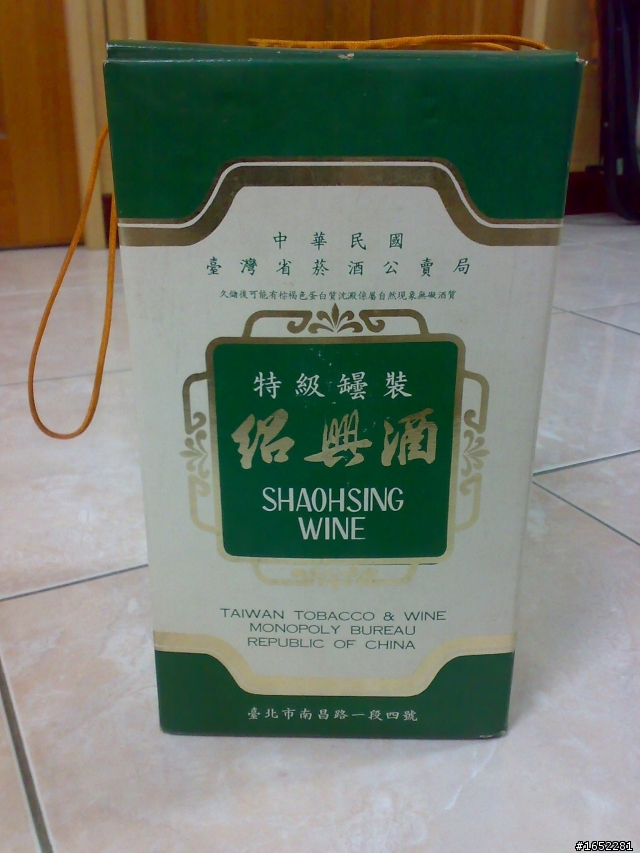 中華民國
臺灣省菸酒公賣局
久儲後可能有棕褐色蛋白質沈澱係屬自然現象無礙酒質
特級罎裝
紹興酒
SHAOHSING
WINE
TAIWAN TOBACCO & WINE
MONOPOLY BUREAU
REPUBLIC OF CHINA
臺北市南昌路一段四號
#1652281